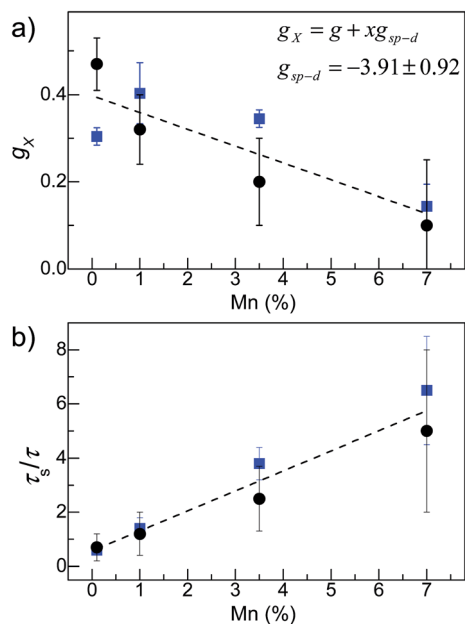 a)
g_X = g + xg_{sp-d}
g_{sp-d} = −3.91 ± 0.92
g_X
0.4
0.2
0.0
0 1 2 3 4 5 6 7
Mn (%)
b)
τ_s/τ
8
6
4
2
0
0 1 2 3 4 5 6 7
Mn (%)